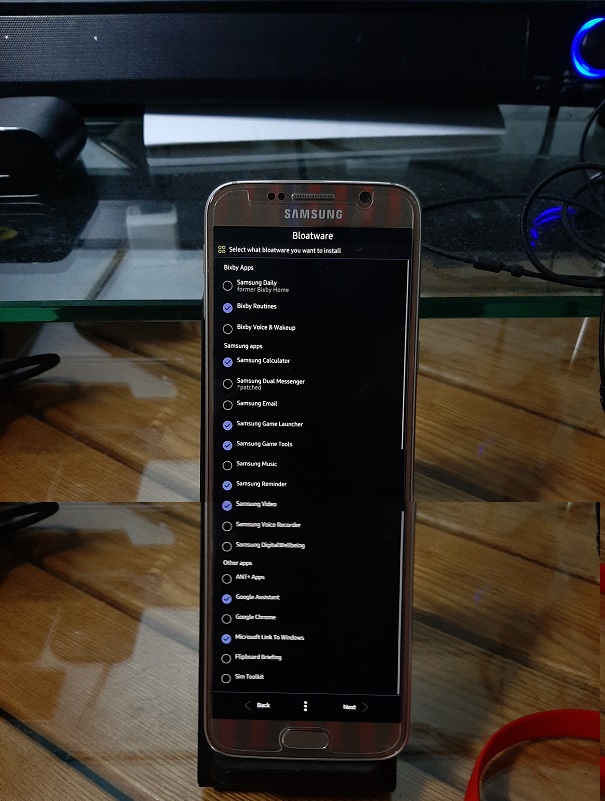 SAMSUNG
Bloatware
Select what bloatware you want to install
Bixby Apps
Samsung Daily
former Bixby Home
Bixby Routines
Bixby Voice & Wakeup
Samsung apps
Samsung Calculator
Samsung Dual Messenger
*patched
Samsung Email
Samsung Game Launcher
Samsung Game Tools
Samsung Music
Samsung Reminder
Samsung Video
Samsung Voice Recorder
Samsung DigitalWellbeing
Other apps
ANT+ Apps
Google Assistant
Google Chrome
Microsoft Link To Windows
Flipboard Briefing
Sim Toolkit
Back
Next